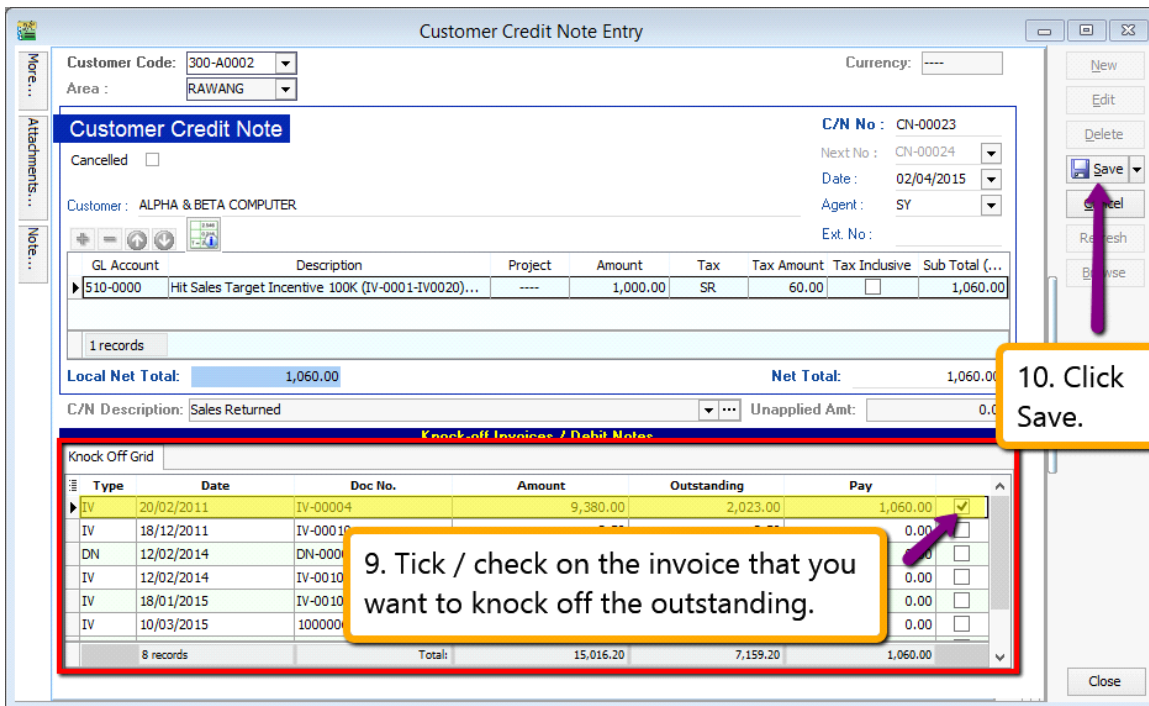 Customer Credit Note Entry
More...
Attachments...
Note...
Customer Code: 300-A0002
Currency: ----
Area : RAWANG
Customer Credit Note
C/N No : CN-00023
Cancelled
Next No : CN-00024
Date : 02/04/2015
Customer : ALPHA & BETA COMPUTER
Agent : SY
Ext. No :
GL Account Description Project Amount Tax Tax Amount Tax Inclusive Sub Total (...
510-0000 Hit Sales Target Incentive 100K (IV-0001-IV0020)... ---- 1,000.00 SR 60.00 1,060.00
1 records
Local Net Total: 1,060.00 Net Total: 1,060.00
C/N Description: Sales Returned Unapplied Amt:
Knock-off Invoices / Debit Notes
Knock Off Grid
Type Date Doc No. Amount Outstanding Pay
IV 20/02/2011 IV-00004 9,380.00 2,023.00 1,060.00
IV 18/12/2011 0.00
DN 12/02/2014
IV 12/02/2014 0.00
IV 18/01/2015 0.00
IV 10/03/2015 0.00
8 records Total: 15,016.20 7,159.20 1,060.00
9. Tick / check on the invoice that you
want to knock off the outstanding.
New
Edit
Delete
Save
Cancel
Refresh
Browse
10. Click
Save.
Close